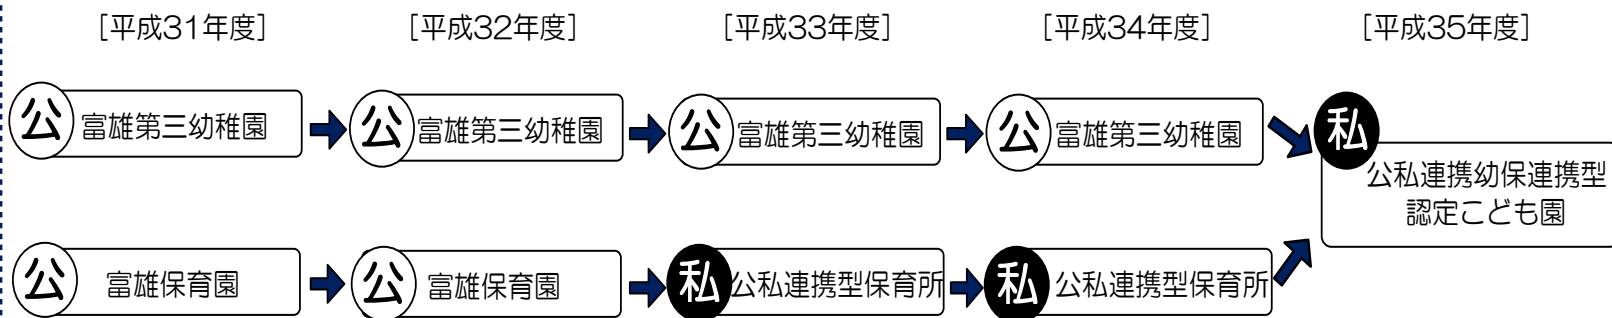 [平成31年度] [平成32年度] [平成33年度] [平成34年度] [平成35年度]
公 富雄第三幼稚園 公 富雄第三幼稚園 公 富雄第三幼稚園 公 富雄第三幼稚園 私
公私連携幼保連携型
認定こども園
公 富雄保育園 公 富雄保育園 私 公私連携型保育所 私 公私連携型保育所